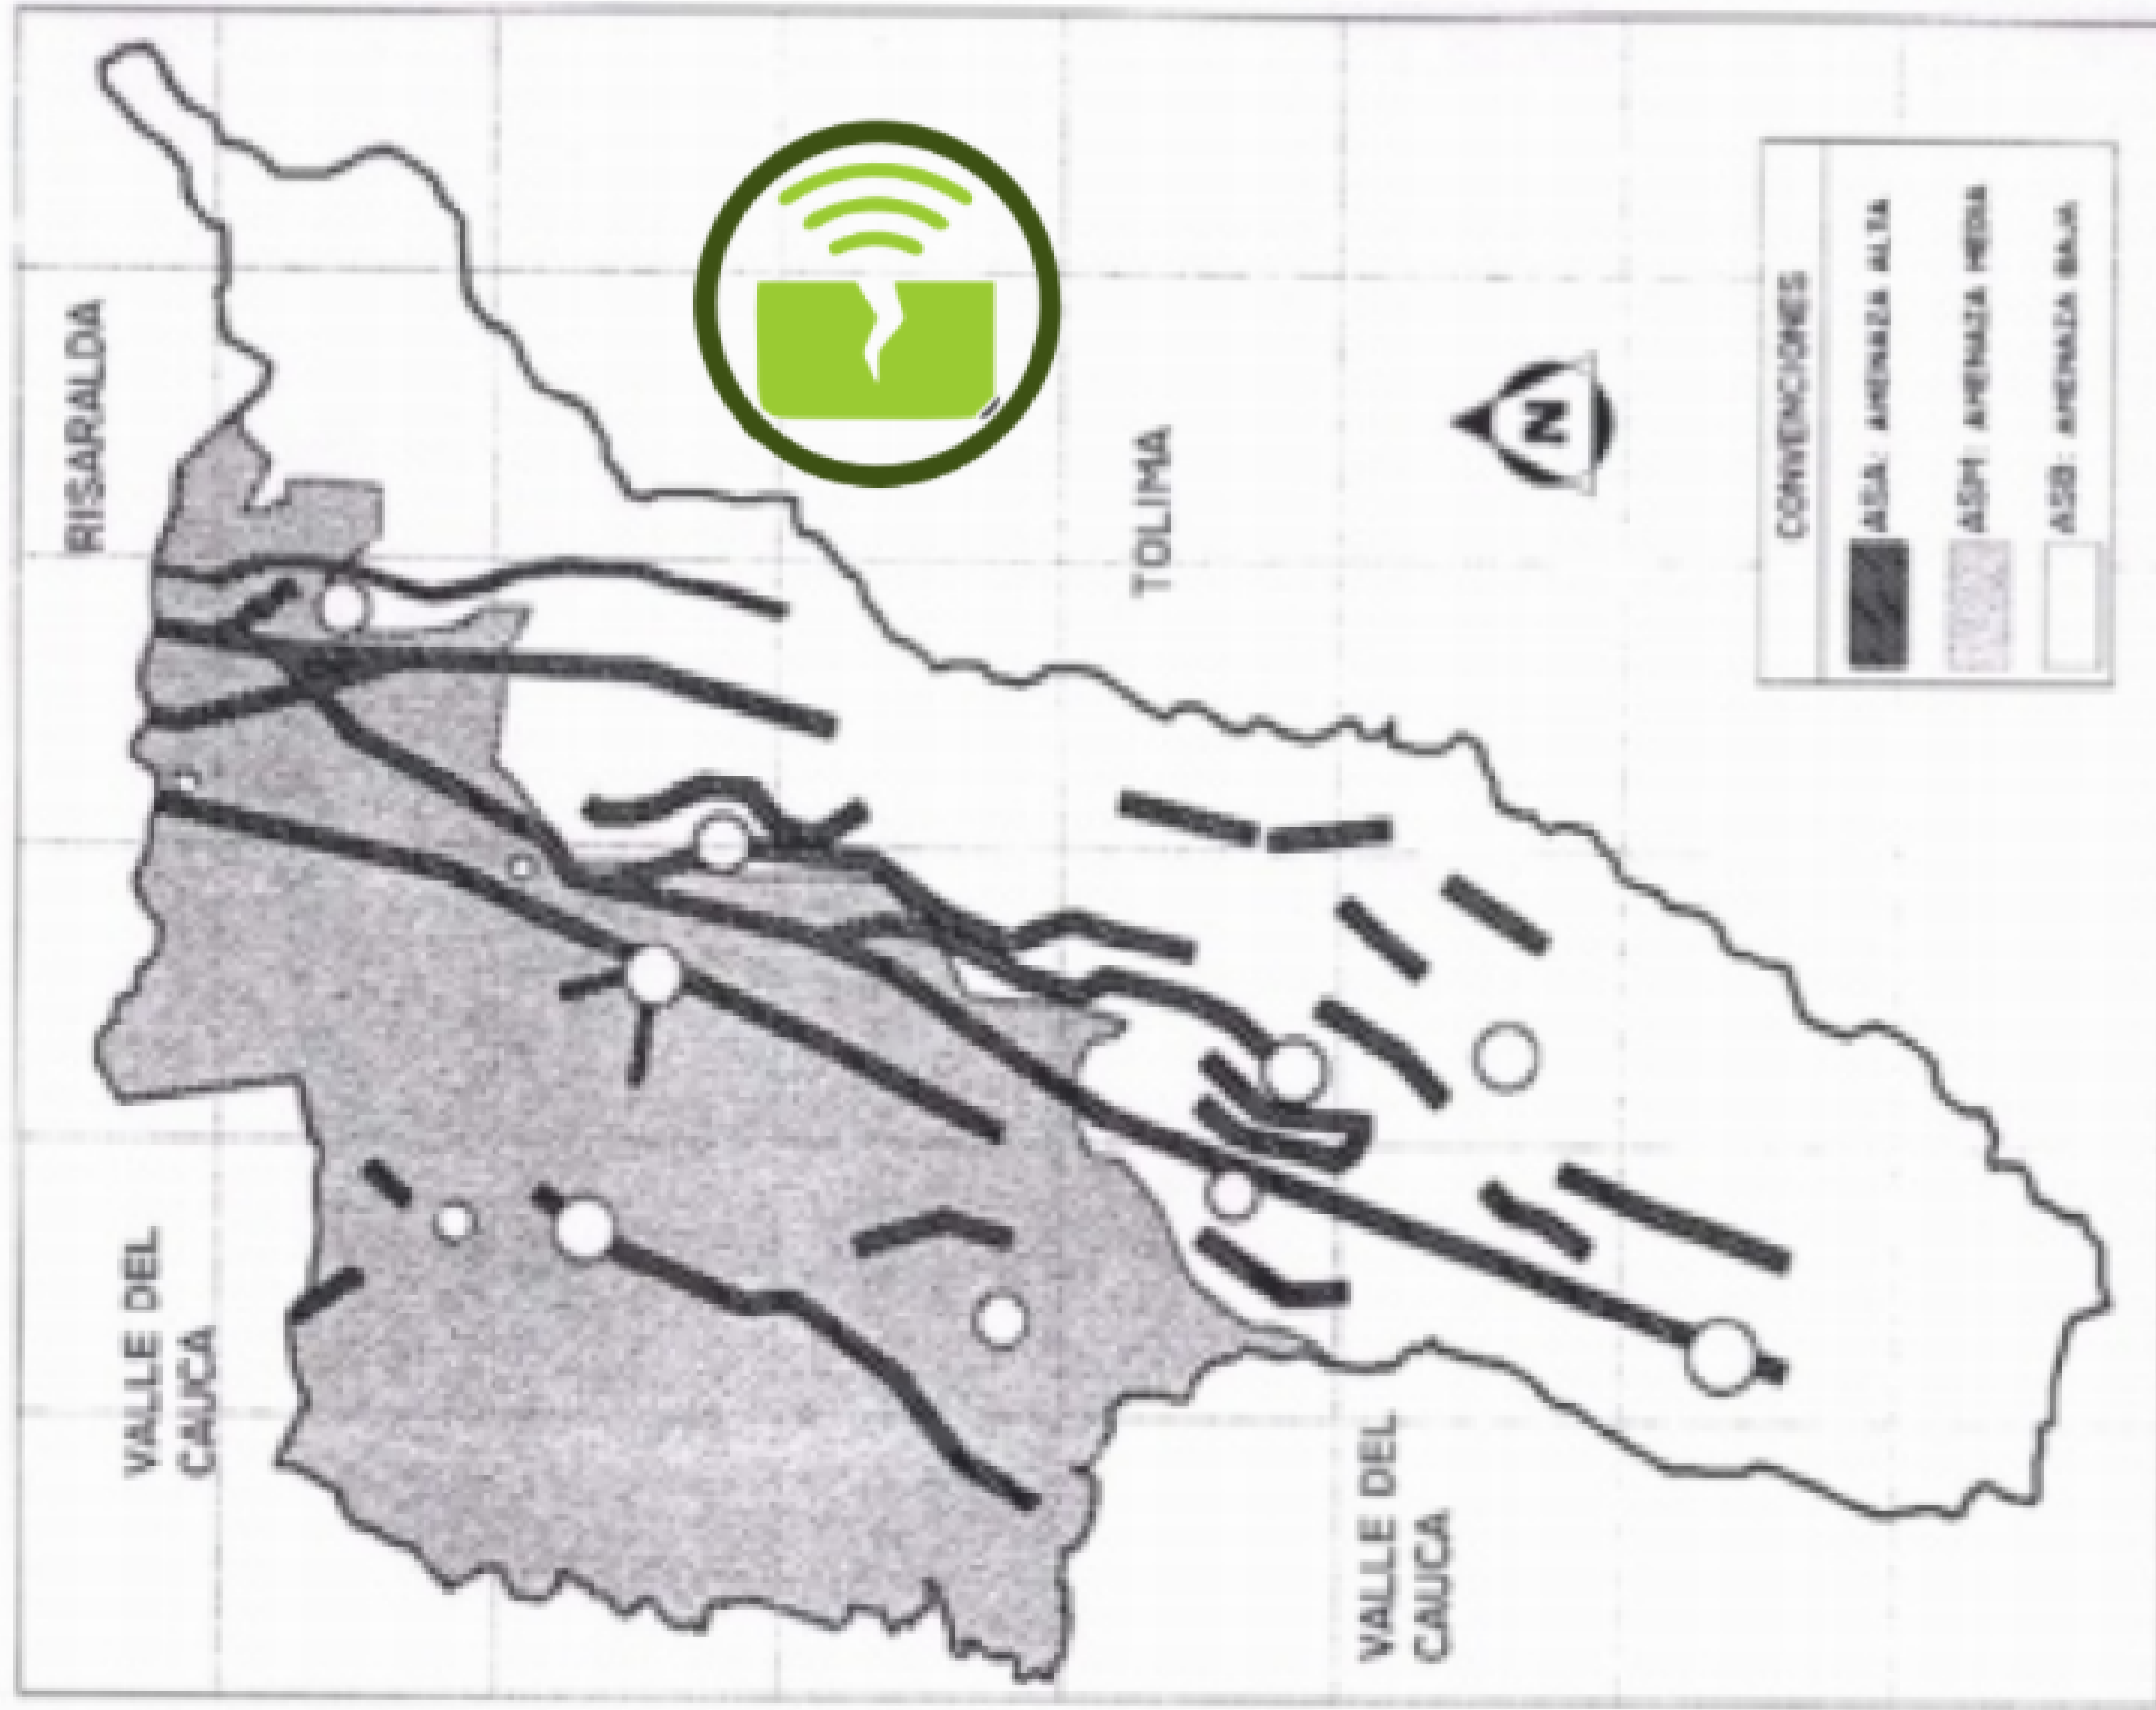 RISARALDA
TOLIMA
VALLE DEL
CAUCA
VALLE DEL
CAUCA
N
CONVENCIONES
ASA: AMENAZA ALTA
ASM: AMENAZA MEDIA
ASB: AMENAZA BAJA